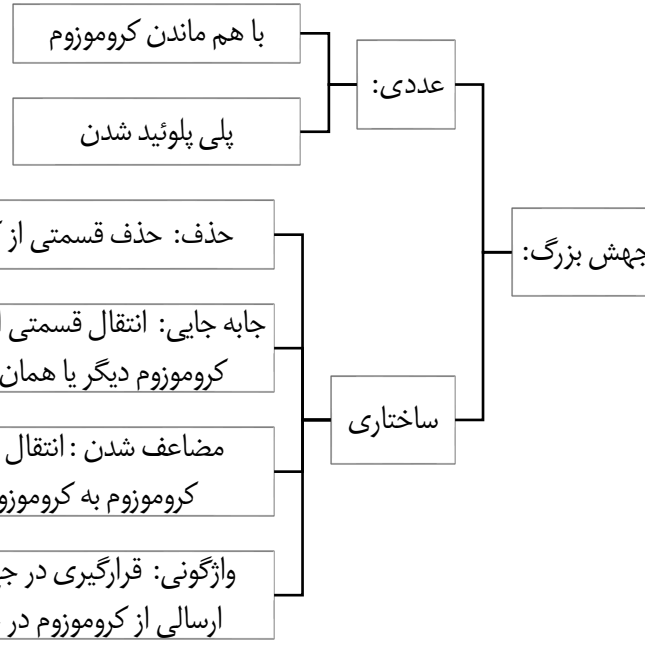 جهش بزرگ:
عددی:
با هم ماندن کروموزوم
پلی پلوئید شدن
ساختاری
حذف: حذف قسمتی از
جابه جایی: انتقال قسمتی
کروموزوم دیگر یا همان
مضاعف شدن : انتقال
کروموزوم به
واژگونی: قرارگیری در
ارسالی از کروموزوم در